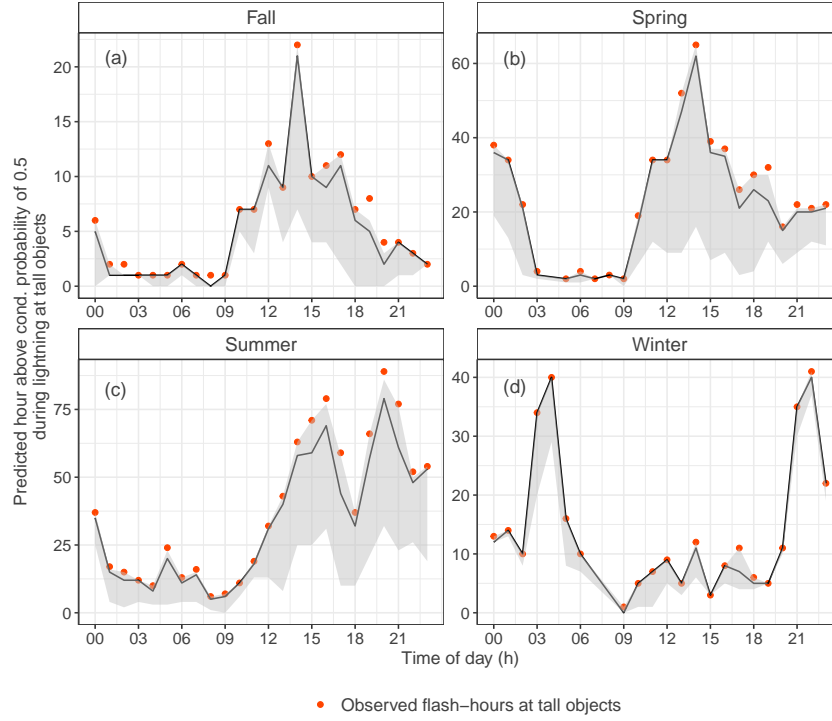 Fall
Spring
(a)
(b)
20
15
10
5
0
60
40
20
0
00 03 06 09 12 15 18 21
00 03 06 09 12 15 18 21
Predicted hour above cond. probability of 0.5
during lightning at tall objects
Summer
Winter
(c)
(d)
75
50
25
0
40
30
20
10
0
00 03 06 09 12 15 18 21
00 03 06 09 12 15 18 21
Time of day (h)
Observed flash−hours at tall objects